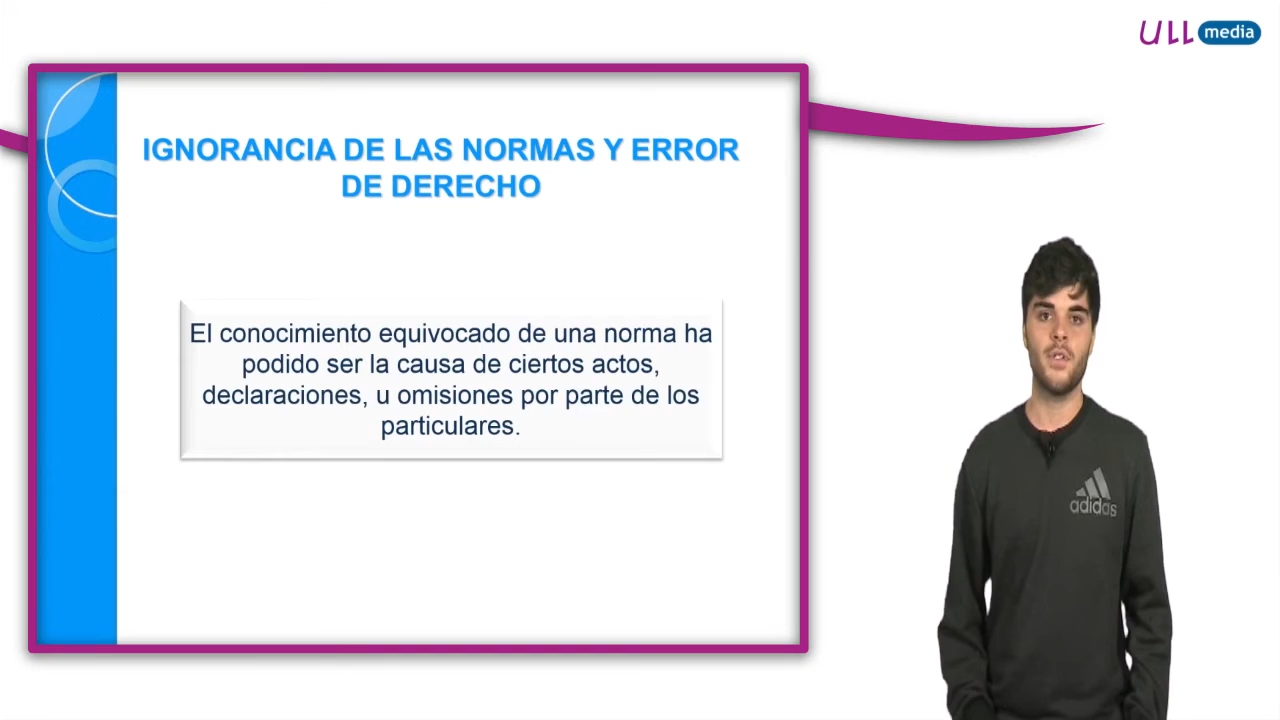 ULL media
IGNORANCIA DE LAS NORMAS Y ERROR
DE DERECHO
El conocimiento equivocado de una norma ha
podido ser la causa de ciertos actos,
declaraciones, u omisiones por parte de los
particulares.
adidas